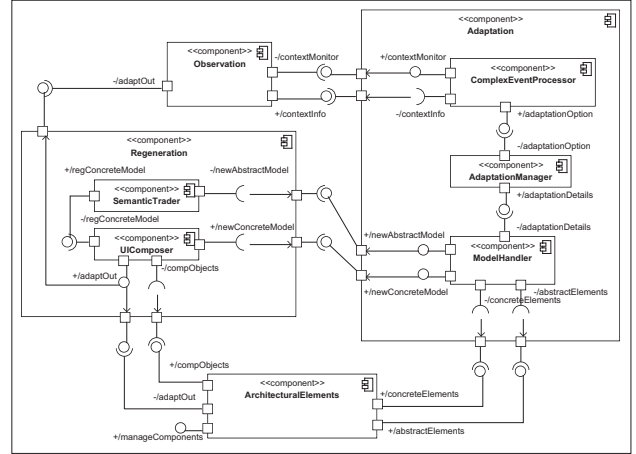 <<component>>
Adaptation
<<component>>
Observation
-/contextMonitor
+/contextMonitor
<<component>>
ComplexEventProcessor
-/adaptOut
+/contextInfo
-/contextInfo
+/adaptationOption
<<component>>
Regeneration
-/adaptationOption
+/regConcreteModel
-/newAbstractModel
<<component>>
AdaptationManager
<<component>>
SemanticTrader
+/adaptationDetails
-/regConcreteModel
<<component>>
UIComposer
+/newConcreteModel
+/newAbstractModel
-/adaptationDetails
<<component>>
ModelHandler
+/adaptOut
-/compObjects
+/newConcreteModel
-/abstractElements
-/concreteElements
+/compObjects
<<component>>
ArchitecturalElements
-/adaptOut
+/concreteElements
+/manageComponents
+/abstractElements